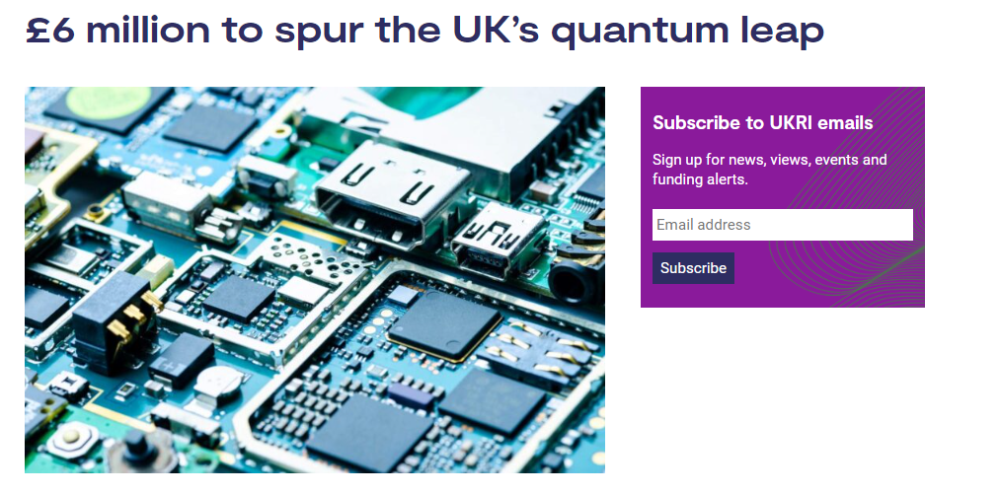 £6 million to spur the UK’s quantum leap
Subscribe to UKRI emails
Sign up for news, views, events and
funding alerts.
Email address
Subscribe